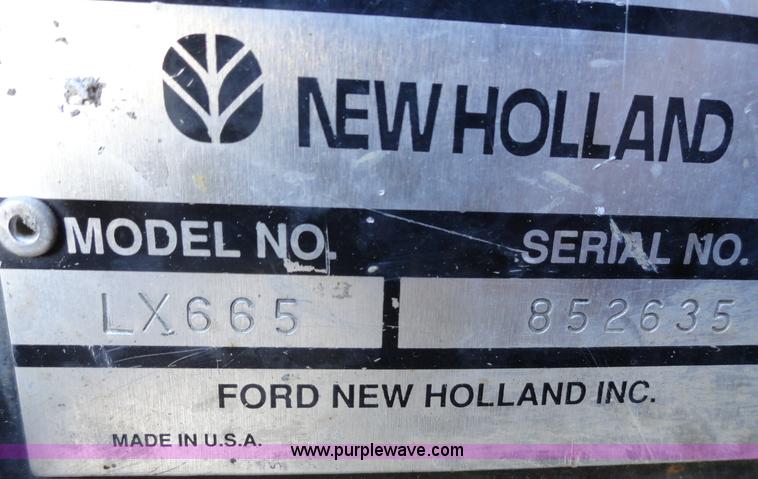 NEW HOLLAND
MODEL NO. SERIAL NO.
LX665 852635
FORD NEW HOLLAND INC.
MADE IN U.S.A.
www.purplewave.com